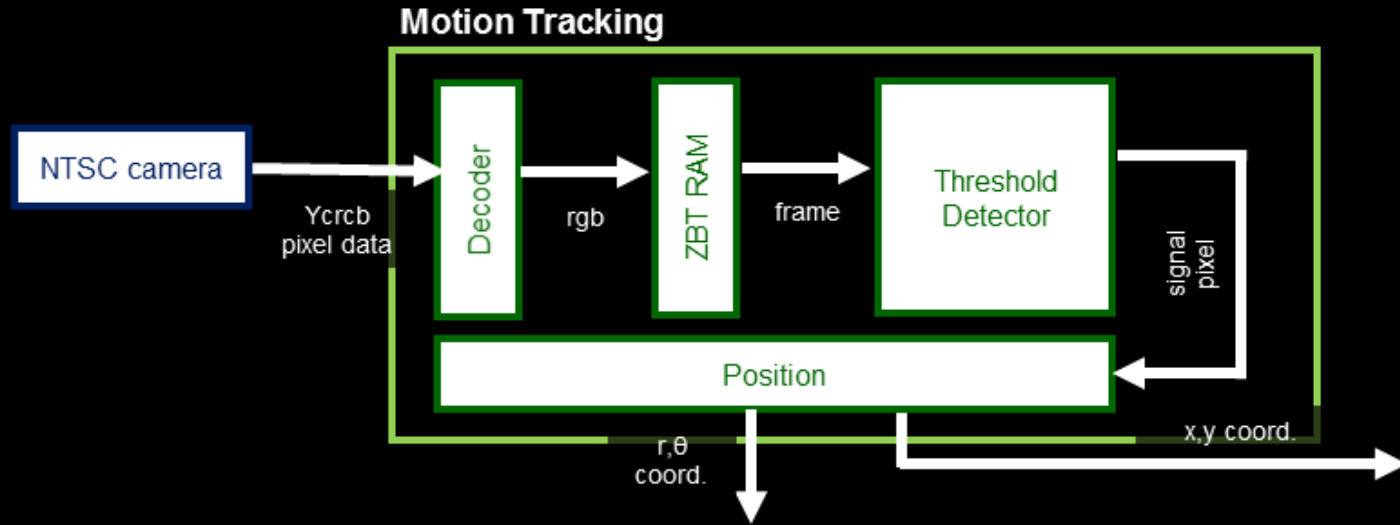 Motion Tracking
NTSC camera
Ycrcb
pixel data
Decoder
rgb
ZBT RAM
frame
Threshold
Detector
signal
pixel
Position
r,θ
coord.
x,y coord.